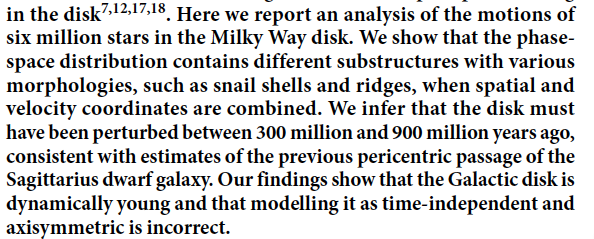 in the disk7,12,17,18. Here we report an analysis of the motions of
six million stars in the Milky Way disk. We show that the phase-
space distribution contains different substructures with various
morphologies, such as snail shells and ridges, when spatial and
velocity coordinates are combined. We infer that the disk must
have been perturbed between 300 million and 900 million years ago,
consistent with estimates of the previous pericentric passage of the
Sagittarius dwarf galaxy. Our findings show that the Galactic disk is
dynamically young and that modelling it as time-independent and
axisymmetric is incorrect.